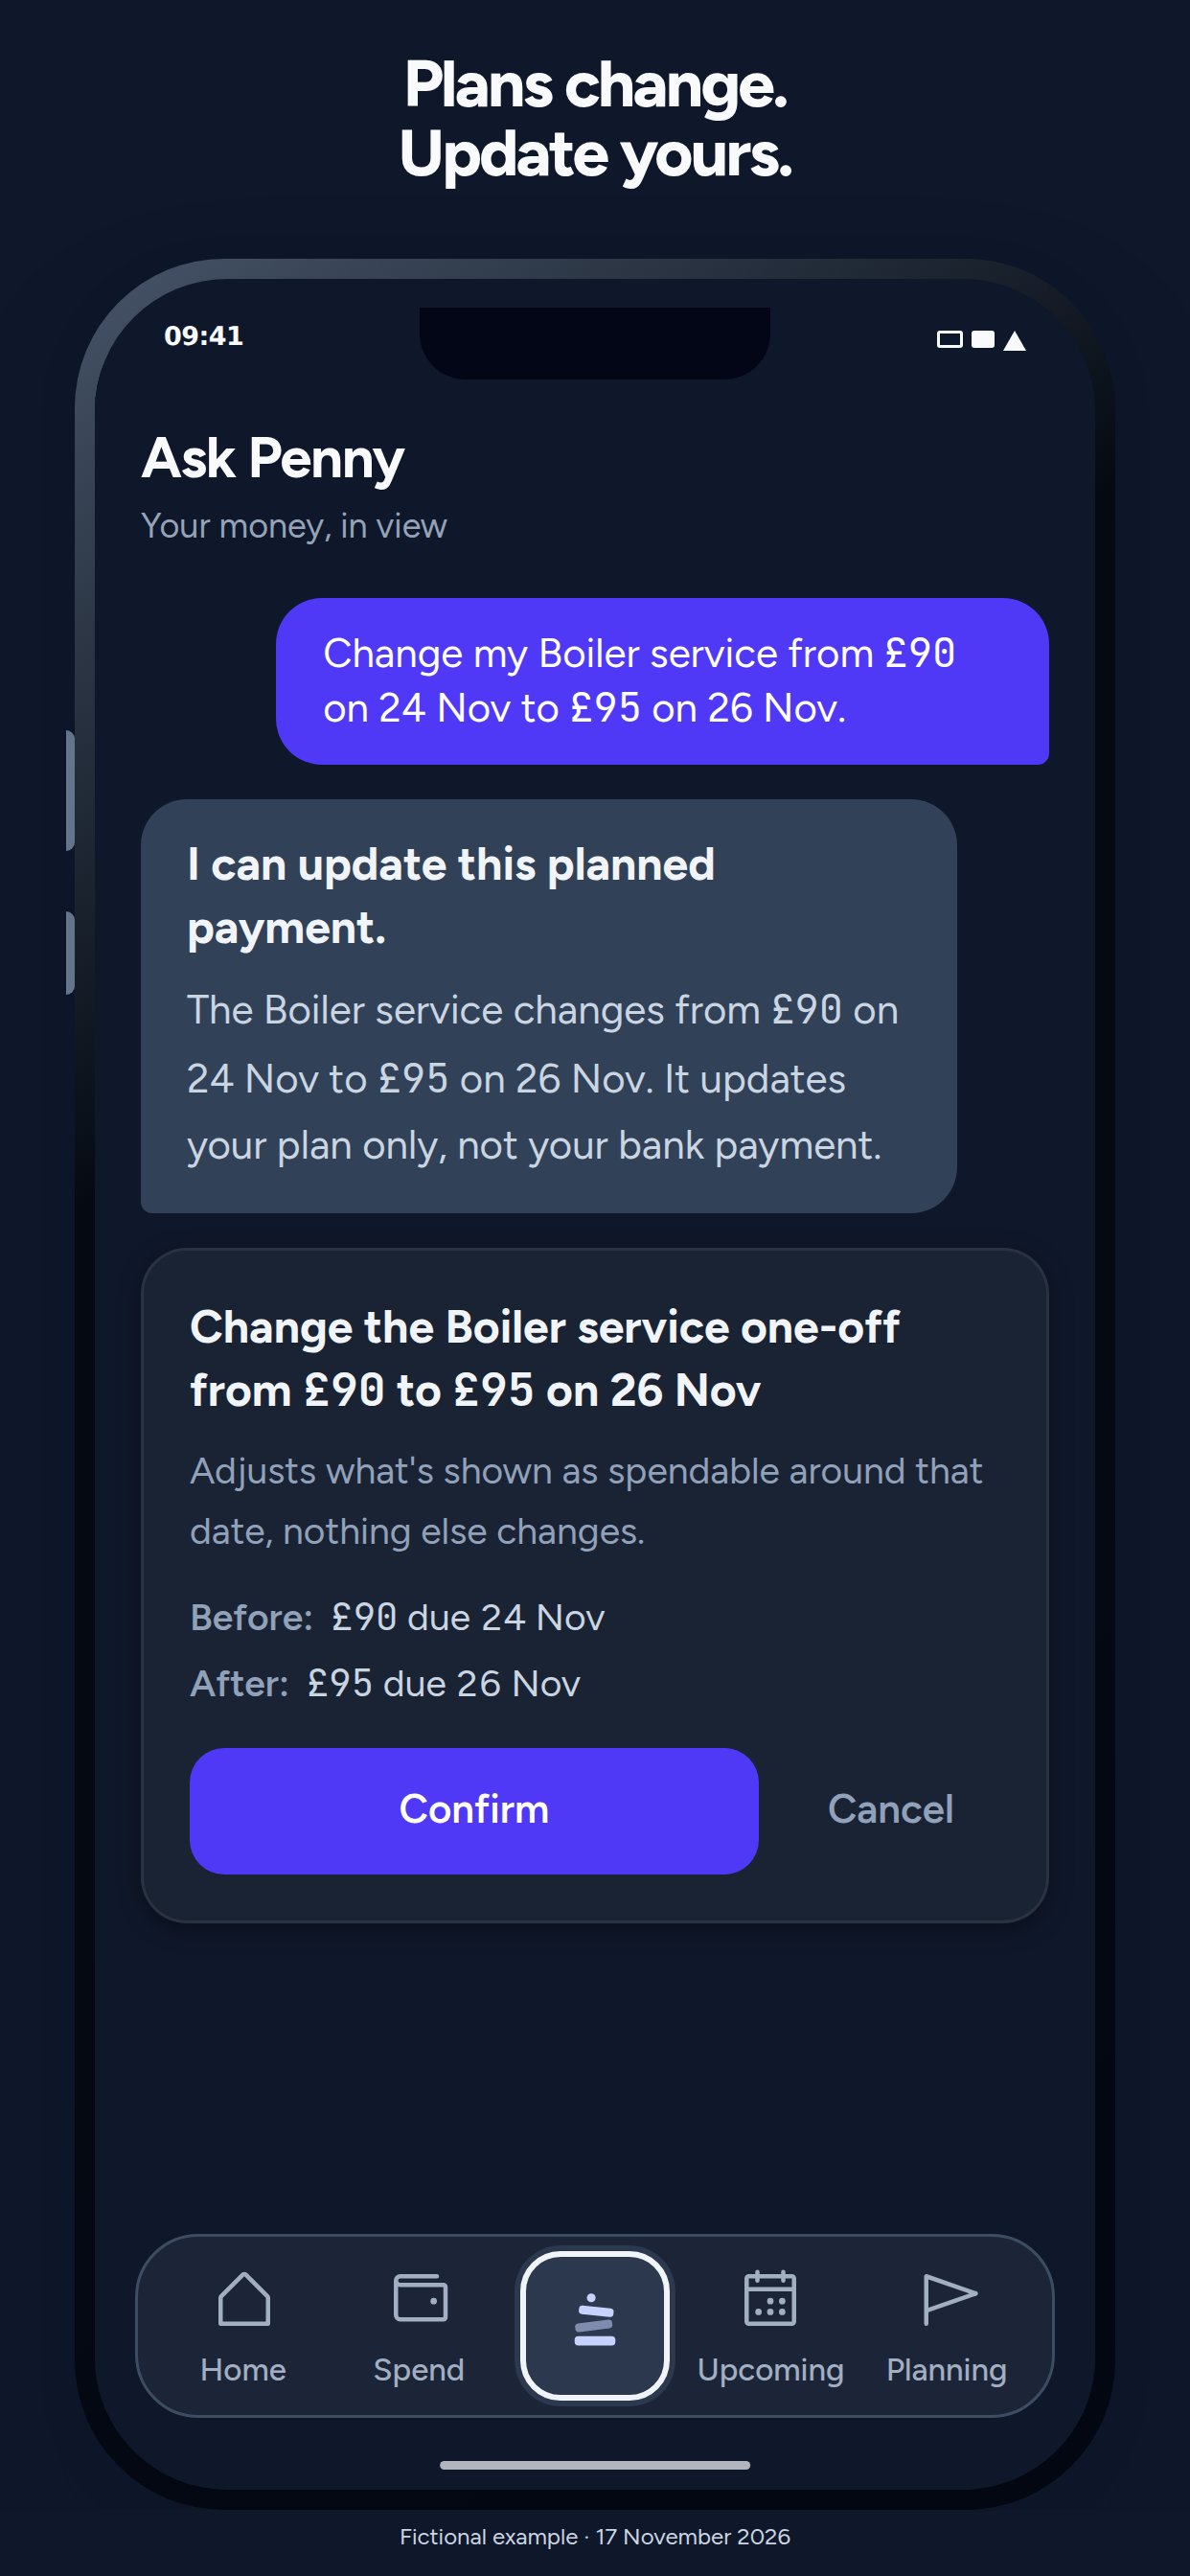 Plans change.
Update yours.
09:41
Ask Penny
Your money, in view
Change my Boiler service from £90
on 24 Nov to £95 on 26 Nov.
I can update this planned
payment.
The Boiler service changes from £90 on
24 Nov to £95 on 26 Nov. It updates
your plan only, not your bank payment.
Change the Boiler service one-off
from £90 to £95 on 26 Nov
Adjusts what's shown as spendable around that
date, nothing else changes.
Before: £90 due 24 Nov
After: £95 due 26 Nov
Confirm Cancel
Home Spend Upcoming Planning
Fictional example · 17 November 2026